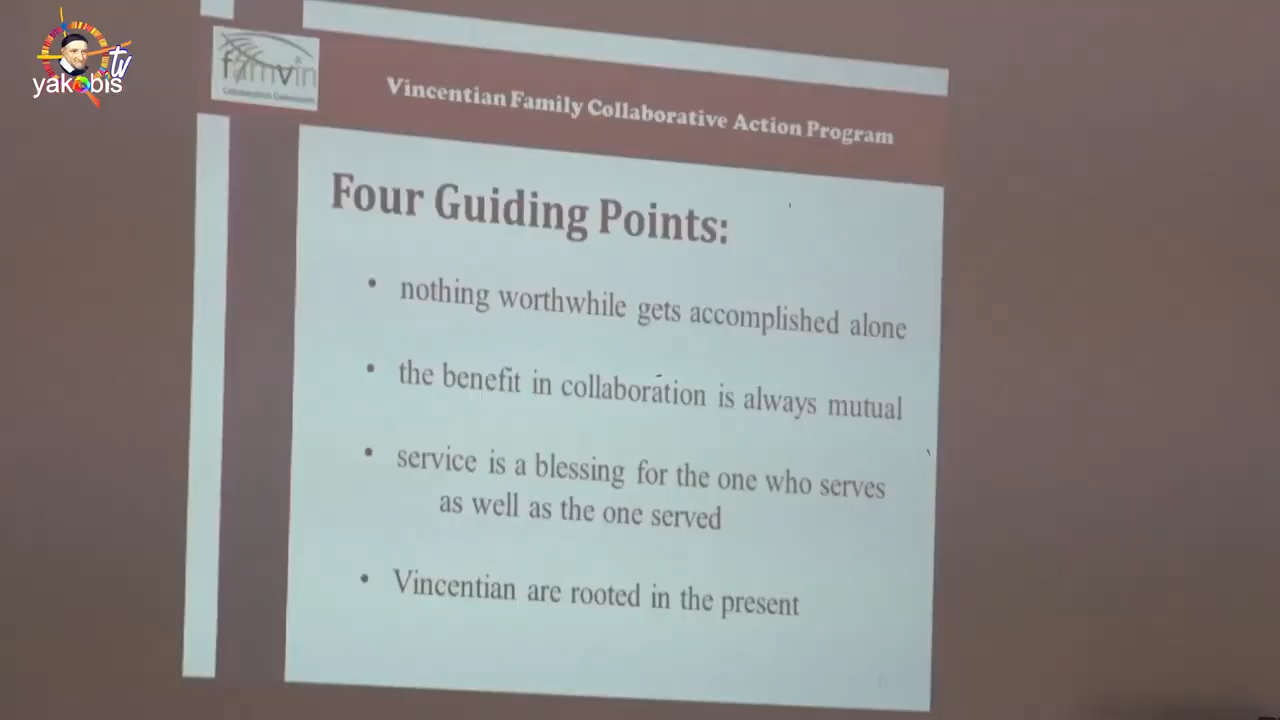 tv
yakobis
famvin
Vincentian Family Collaborative Action Program
Four Guiding Points:
• nothing worthwhile gets accomplished alone
• the benefit in collaboration is always mutual
• service is a blessing for the one who serves
as well as the one served
• Vincentian are rooted in the present